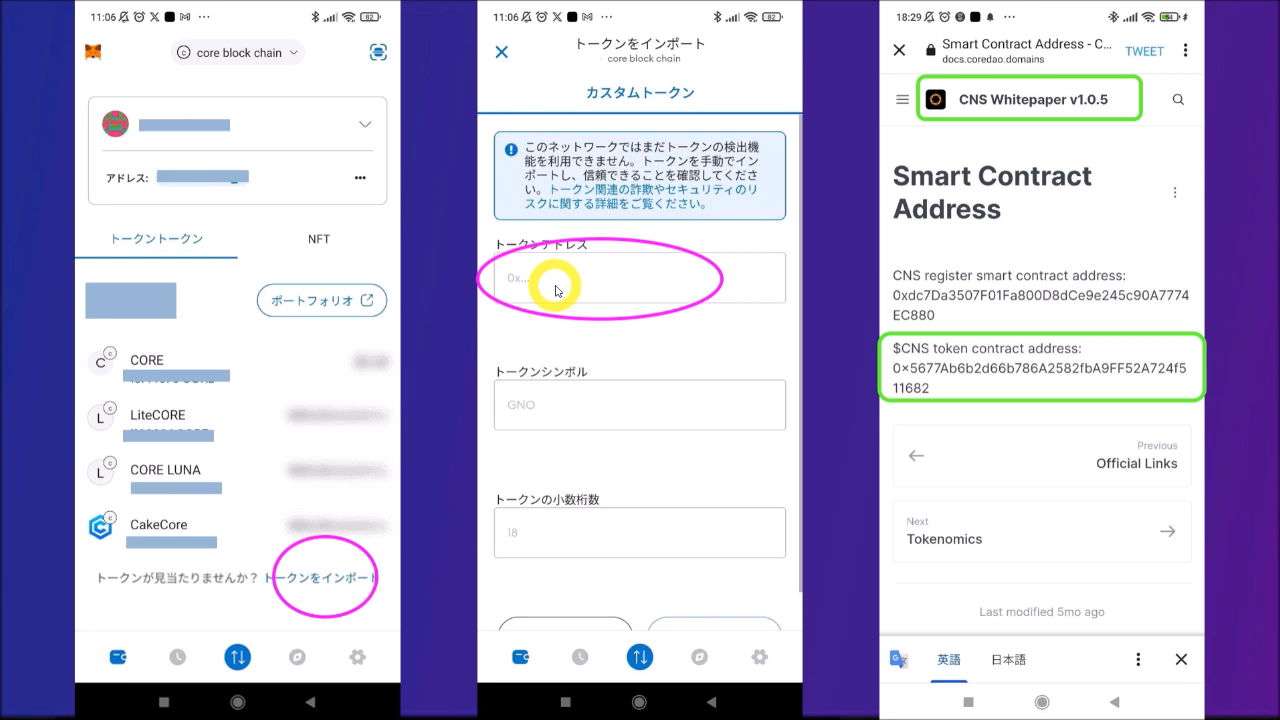 11:06
82
core block chain
アドレス:
トークントークン
NFT
ポートフォリオ
C
CORE
L
LiteCORE
L
CORE LUNA
CakeCore
トークンが見当たりませんか? トークンをインポート
11:06
82
トークンをインポート
core block chain
カスタムトークン
このネットワークではまだトークンの検出機
能を利用できません。トークンを手動でインポ
ートし、信頼できることを確認してくださ
い。トークン関連の詐欺やセキュリティのリ
スクに関する詳細をご覧ください。
トークンアドレス
0x...
トークンシンボル
GNO
トークンの小数桁数
18
18:29
54
Smart Contract Address - C...
docs.coredao.domains
TWEET
CNS Whitepaper v1.0.5
Smart Contract
Address
CNS register smart contract address:
0xdc7Da3507F01Fa800D8dCe9e245c90A7774
EC880
$CNS token contract address:
0×5677Ab6b2d66b786A2582fbA9FF52A724f5
11682
Previous
Official Links
Next
Tokenomics
Last modified 5mo ago
英語
日本語